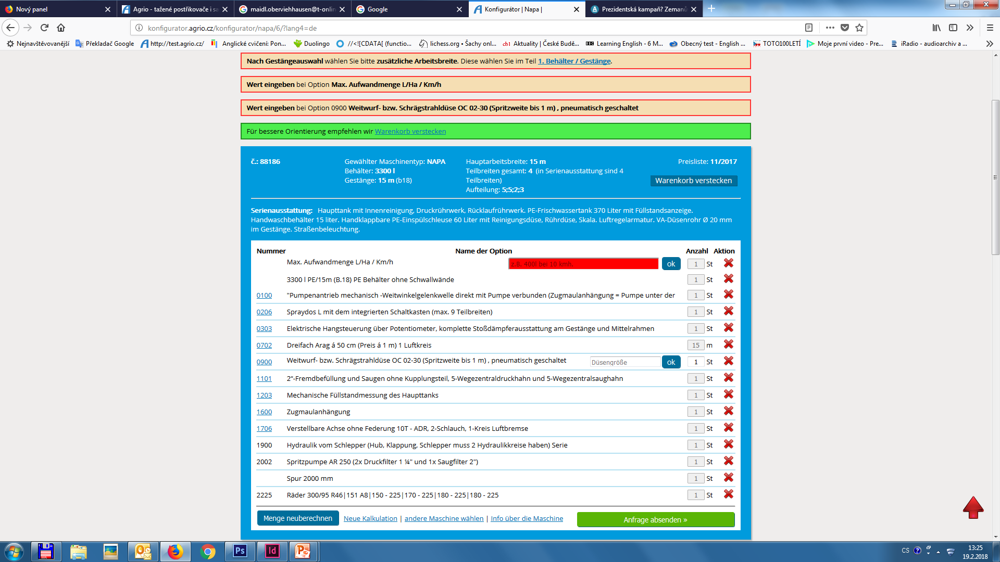 Nový panel
Agrio - tažené postřikovače i sa
maidl.oberviehhausen@t-onlin
Google
Konfigurátor | Napa |
Prezidentská kampaň? Zemanů
konfigurator.agrio.cz/konfigurator/napa/6/?lang4=de
Nejnavštěvovanější
Překladač Google
http://test.agrio.cz/
Anglické cvičení: Pon...
Duolingo
//<![CDATA[ (functio...
lichess.org • Šachy onl...
cb1 Aktuality | České Budě...
BBC Learning English - 6 M...
Obecný test - English ...
TOTO100LETÍ
Moje první video - Pre...
iRadio - audioarchiv a ...
Nach Gestängeauswahl wählen Sie bitte zusätzliche Arbeitsbreite. Diese wählen Sie im Teil 1. Behälter / Gestänge.
Wert eingeben bei Option Max. Aufwandmenge L/Ha / Km/h
Wert eingeben bei Option 0900 Weitwurf- bzw. Schrägstrahldüse OC 02-30 (Spritzweite bis 1 m) , pneumatisch geschaltet
Für bessere Orientierung empfehlen wir Warenkorb verstecken
č.: 88186
Gewählter Maschinentyp: NAPA
Behälter: 3300 l
Gestänge: 15 m (b18)
Hauptarbeitsbreite: 15 m
Teilbreiten gesamt: 4 (in Serienausstattung sind 4
Teilbreiten)
Aufteilung: 5;5;2;3
Preisliste: 11/2017
Warenkorb verstecken
Serienausstattung: Haupttank mit Innenreinigung, Druckrührwerk, Rücklaufrührwerk. PE-Frischwassertank 370 Liter mit Füllstandsanzeige.
Handwaschbehälter 15 liter. Handklappbare PE-Einspülschleuse 60 Liter mit Reinigungsdüse, Rührdüse, Skala. Luftregelarmatur. VA-Düsenrohr Ø 20 mm
im Gestänge. Straßenbeleuchtung.
Nummer Name der Option Anzahl Aktion
Max. Aufwandmenge L/Ha / Km/h z.B. 400l bei 10 kmh. ok 1 St
3300 l PE/15m (B.18) PE Behälter ohne Schwallwände 1 St
0100 "Pumpenantrieb mechanisch -Weitwinkelgelenkwelle direkt mit Pumpe verbunden (Zugmaulanhängung = Pumpe unter der 1 St
0206 Spraydos L mit dem integrierten Schaltkasten (max. 9 Teilbreiten) 1 St
0303 Elektrische Hangsteuerung über Potentiometer, komplette Stoßdämpferausstattung am Gestänge und Mittelrahmen 1 St
0702 Dreifach Arag á 50 cm (Preis á 1 m) 1 Luftkreis 15 m
0900 Weitwurf- bzw. Schrägstrahldüse OC 02-30 (Spritzweite bis 1 m) , pneumatisch geschaltet Düsengröße ok 1 St
1101 2“-Fremdbefüllung und Saugen ohne Kupplungsteil, 5-Wegezentraldruckhahn und 5-Wegezentralsaughahn 1 St
1203 Mechanische Füllstandmessung des Haupttanks 1 St
1600 Zugmaulanhängung 1 St
1706 Verstellbare Achse ohne Federung 10T - ADR, 2-Schlauch, 1-Kreis Luftbremse 1 St
1900 Hydraulik vom Schlepper (Hub, Klappung, Schlepper muss 2 Hydraulikkreise haben) Serie 1 St
2002 Spritzpumpe AR 250 (2x Druckfilter 1 ¼" und 1x Saugfilter 2") 1 St
Spur 2000 mm 1 St
2225 Räder 300/95 R46|151 A8|150 - 225|170 - 225|180 - 225|180 - 225 1 St
Menge neuberechnen Neue Kalkulation | andere Maschine wählen | Info über die Maschine Anfrage absenden »
Ps
Id
CS
13:25
19.2.2018